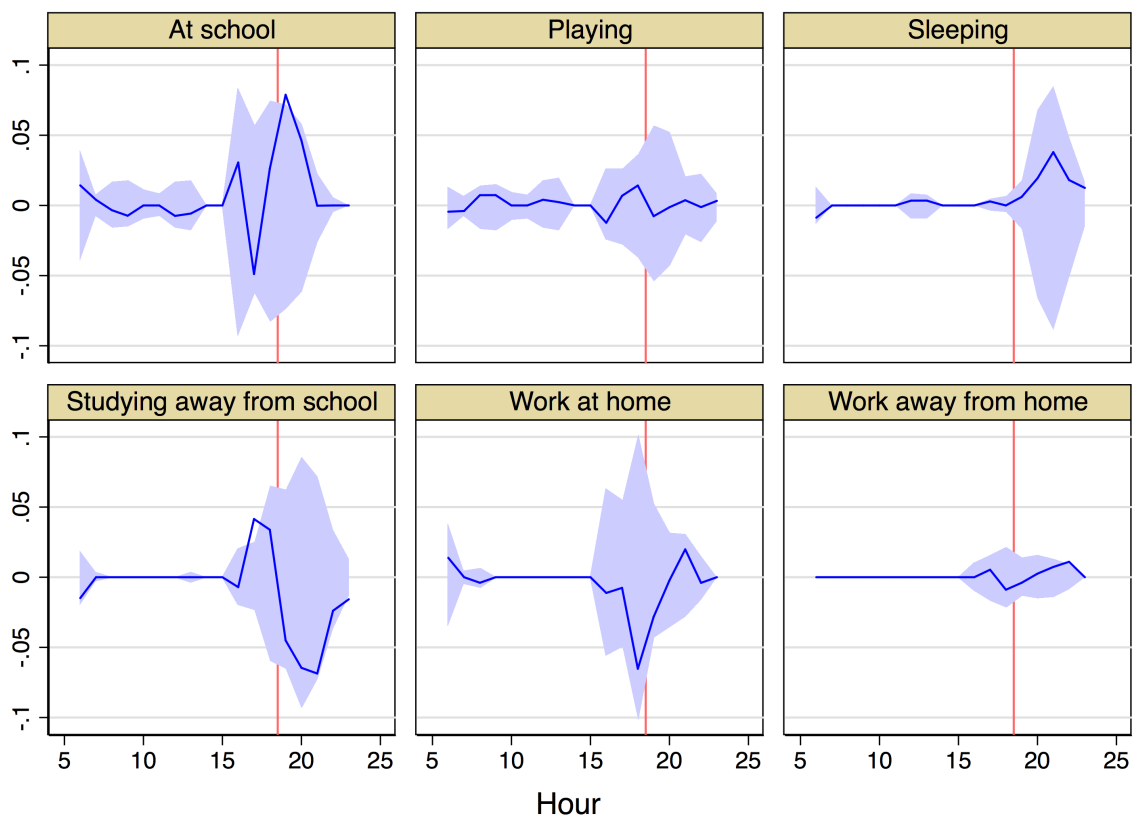 At school
Playing
Sleeping
.1
.05
0
-.05
-.1
Studying away from school
Work at home
Work away from home
.1
.05
0
-.05
-.1
5 10 15 20 25
5 10 15 20 25
5 10 15 20 25
Hour